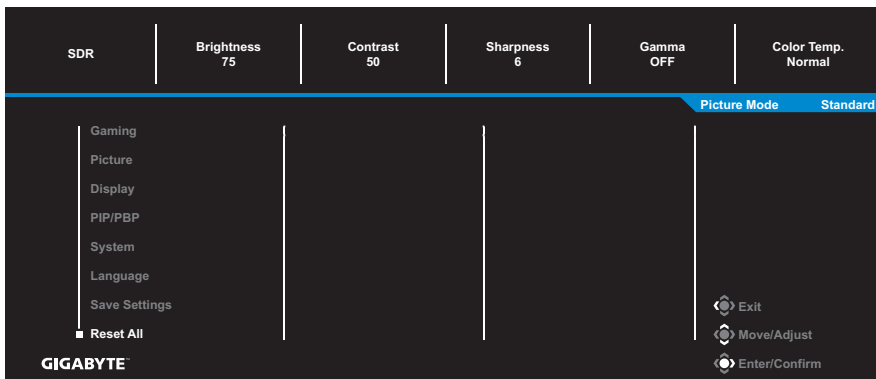 SDR
Brightness
75
Contrast
50
Sharpness
6
Gamma
OFF
Color Temp.
Normal
Picture Mode Standard
Gaming
Picture
Display
PIP/PBP
System
Language
Save Settings
Reset All
Exit
Move/Adjust
Enter/Confirm
GIGABYTE™